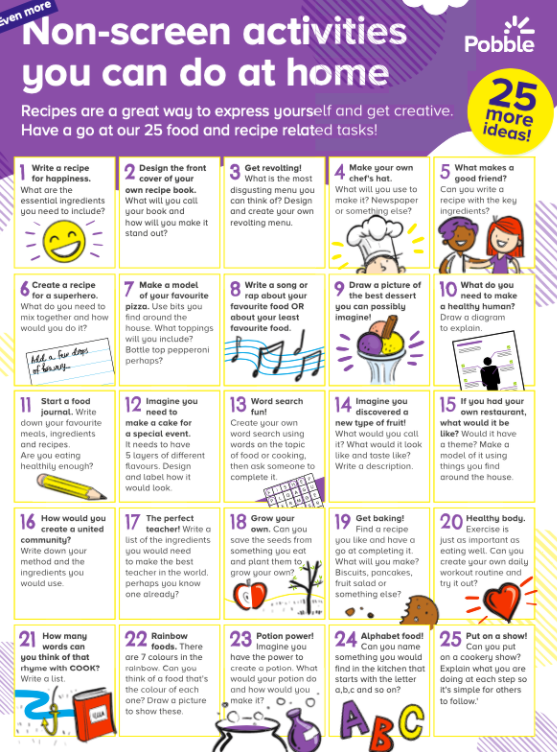 Even more
Non-screen activities
you can do at home
Pobble
Recipes are a great way to express yourself and get creative.
Have a go at our 25 food and recipe related tasks!
25
more
ideas!
1 Write a recipe
for happiness.
What are the
essential ingredients
you need to include?
2 Design the front
cover of your
own recipe book.
What will you call
your book and
how will you make it
stand out?
3 Get revolting!
What is the most
disgusting menu you
can think of? Design
and create your own
revolting menu.
4 Make your own
chef's hat.
What will you use to
make it? Newspaper
or something else?
5 What makes a
good friend?
Can you write a
recipe with the key
ingredients?
6 Create a recipe
for a superhero.
What do you need to
mix together and how
would you do it?
Add a few drops
of
7 Make a model
of your favourite
pizza. Use bits you
find around the
house. What toppings
will you include?
Bottle top pepperoni
perhaps?
8 Write a song or
rap about your
favourite food OR
about your least
favourite food.
9 Draw a picture of
the best dessert
you can possibly
imagine!
10 What do you
need to make
a healthy human?
Draw a diagram
to explain.
11 Start a food
journal. Write
down your favourite
meals, ingredients
and recipes.
Are you eating
healthily enough?
12 Imagine you
need to
make a cake for
a special event.
It needs to have
5 layers of different
flavours. Design
and label how it
would look.
13 Word search
fun!
Create your own
word search using
words on the topic
of food or cooking,
then ask someone to
complete it.
14 Imagine you
discovered a
new type of fruit!
What would you call
it? What would it look
like and taste like?
Write a description.
15 If you had your
own restaurant,
what would it be
like? Would it have
a theme? Make a
model of it using
things you find
around the house.
16 How would you
create a united
community?
Write down your
method and the
ingredients you
would use.
17 The perfect
teacher! Write a
list of the ingredients
you would need
to make the best
teacher in the world.
perhaps you know
one already?
18 Grow your
own. Can you
save the seeds from
something you eat
and plant them to
grow your own?
19 Get baking!
Find a recipe
you like and have a
go at completing it.
What will you make?
Biscuits, pancakes,
fruit salad or
something else?
20 Healthy body.
Exercise is
just as important as
eating well. Can you
create your own daily
workout routine and
try it out?
21 How many
words can
you think of that
rhyme with COOK?
Write a list.
22 Rainbow
foods. There
are 7 colours in the
rainbow. Can you
think of a food that's
the colour of each
one? Draw a picture
to show these.
23 Potion power!
Imagine you
have the power to
create a potion. What
would your potion do
and how would you
make it?
24 Alphabet food!
Can you name
something you would
find in the kitchen that
starts with the letter
a,b,c and so on?
ABC
25 Put on a show!
Can you put
on a cookery show?
Explain what you are
doing at each step so
it's simple for others
to follow.'